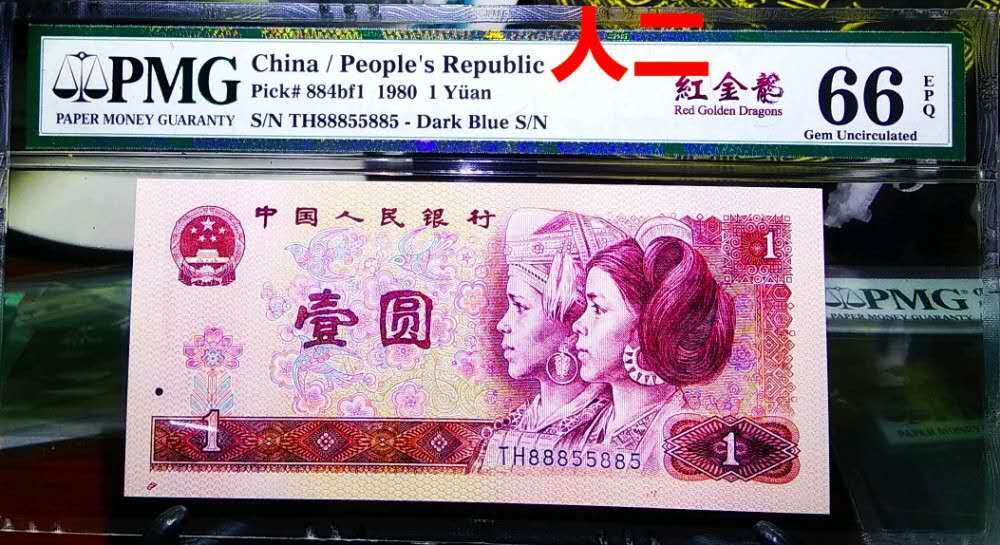 人二
PMG
PAPER MONEY GUARANTY
China / People's Republic
Pick# 884bf1 1980 1 Yüan
S/N TH88855885 - Dark Blue S/N
紅金龍
Red Golden Dragons
66
EPQ
Gem Uncirculated
中国人民银行
1
壹圆
PMG
PAPER MONEY GUARANTY
1
TH88855885
1
PAPER MONEY